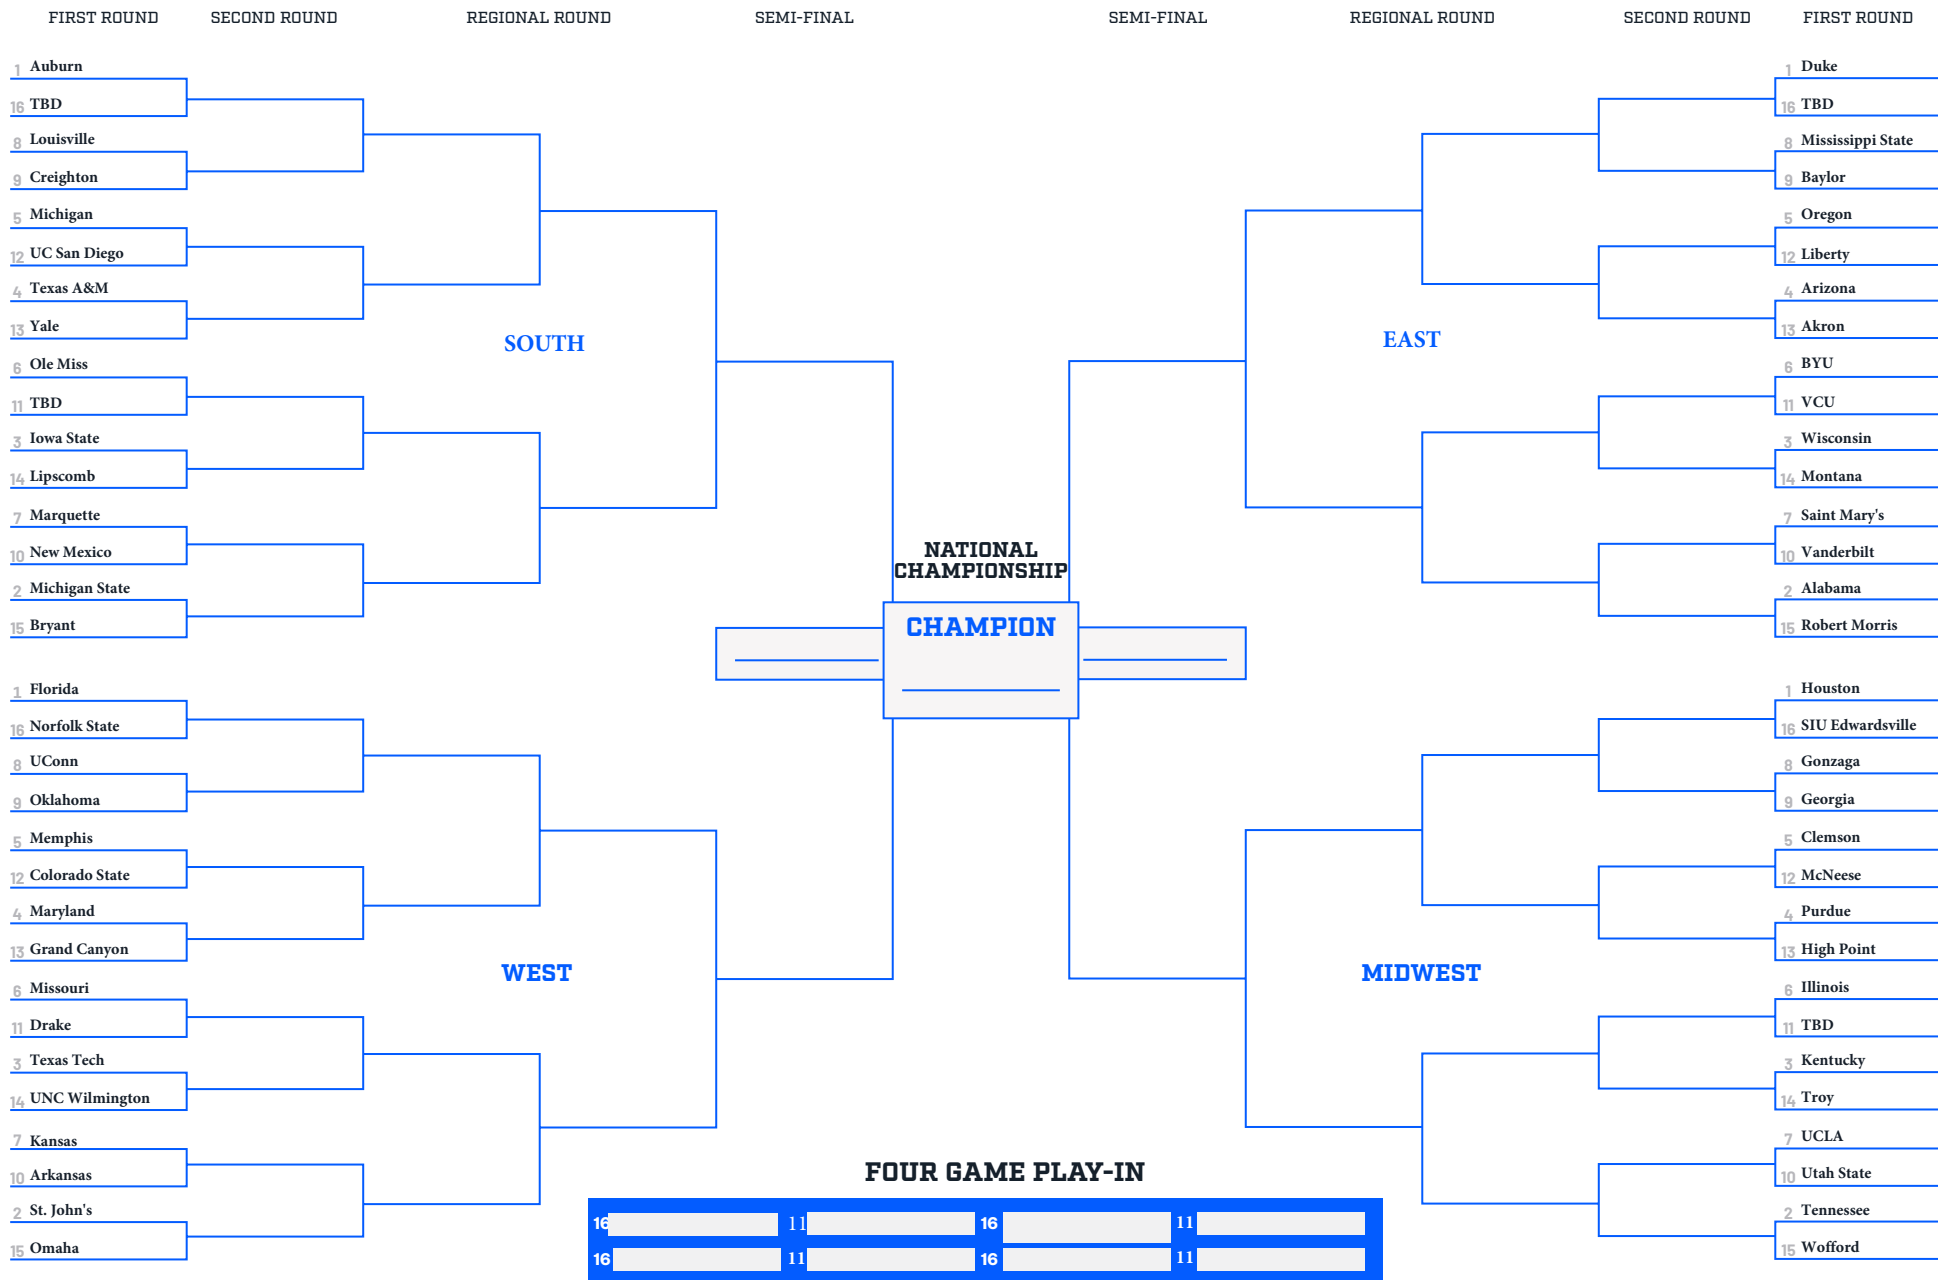 FIRST ROUND SECOND ROUND REGIONAL ROUND SEMI-FINAL SEMI-FINAL REGIONAL ROUND SECOND ROUND FIRST ROUND
1 Auburn
16 TBD
8 Louisville
9 Creighton
5 Michigan
12 UC San Diego
4 Texas A&M
13 Yale
SOUTH
6 Ole Miss
11 TBD
3 Iowa State
14 Lipscomb
7 Marquette
10 New Mexico
2 Michigan State
15 Bryant
1 Florida
16 Norfolk State
8 UConn
9 Oklahoma
5 Memphis
12 Colorado State
4 Maryland
13 Grand Canyon
WEST
6 Missouri
11 Drake
3 Texas Tech
14 UNC Wilmington
7 Kansas
10 Arkansas
2 St. John's
15 Omaha
NATIONAL
CHAMPIONSHIP
CHAMPION
1 Duke
16 TBD
8 Mississippi State
9 Baylor
5 Oregon
12 Liberty
4 Arizona
13 Akron
EAST
6 BYU
11 VCU
3 Wisconsin
14 Montana
7 Saint Mary's
10 Vanderbilt
2 Alabama
15 Robert Morris
1 Houston
16 SIU Edwardsville
8 Gonzaga
9 Georgia
5 Clemson
12 McNeese
4 Purdue
13 High Point
MIDWEST
6 Illinois
11 TBD
3 Kentucky
14 Troy
7 UCLA
10 Utah State
2 Tennessee
15 Wofford
FOUR GAME PLAY-IN
16 11 16 11
16 11 16 11